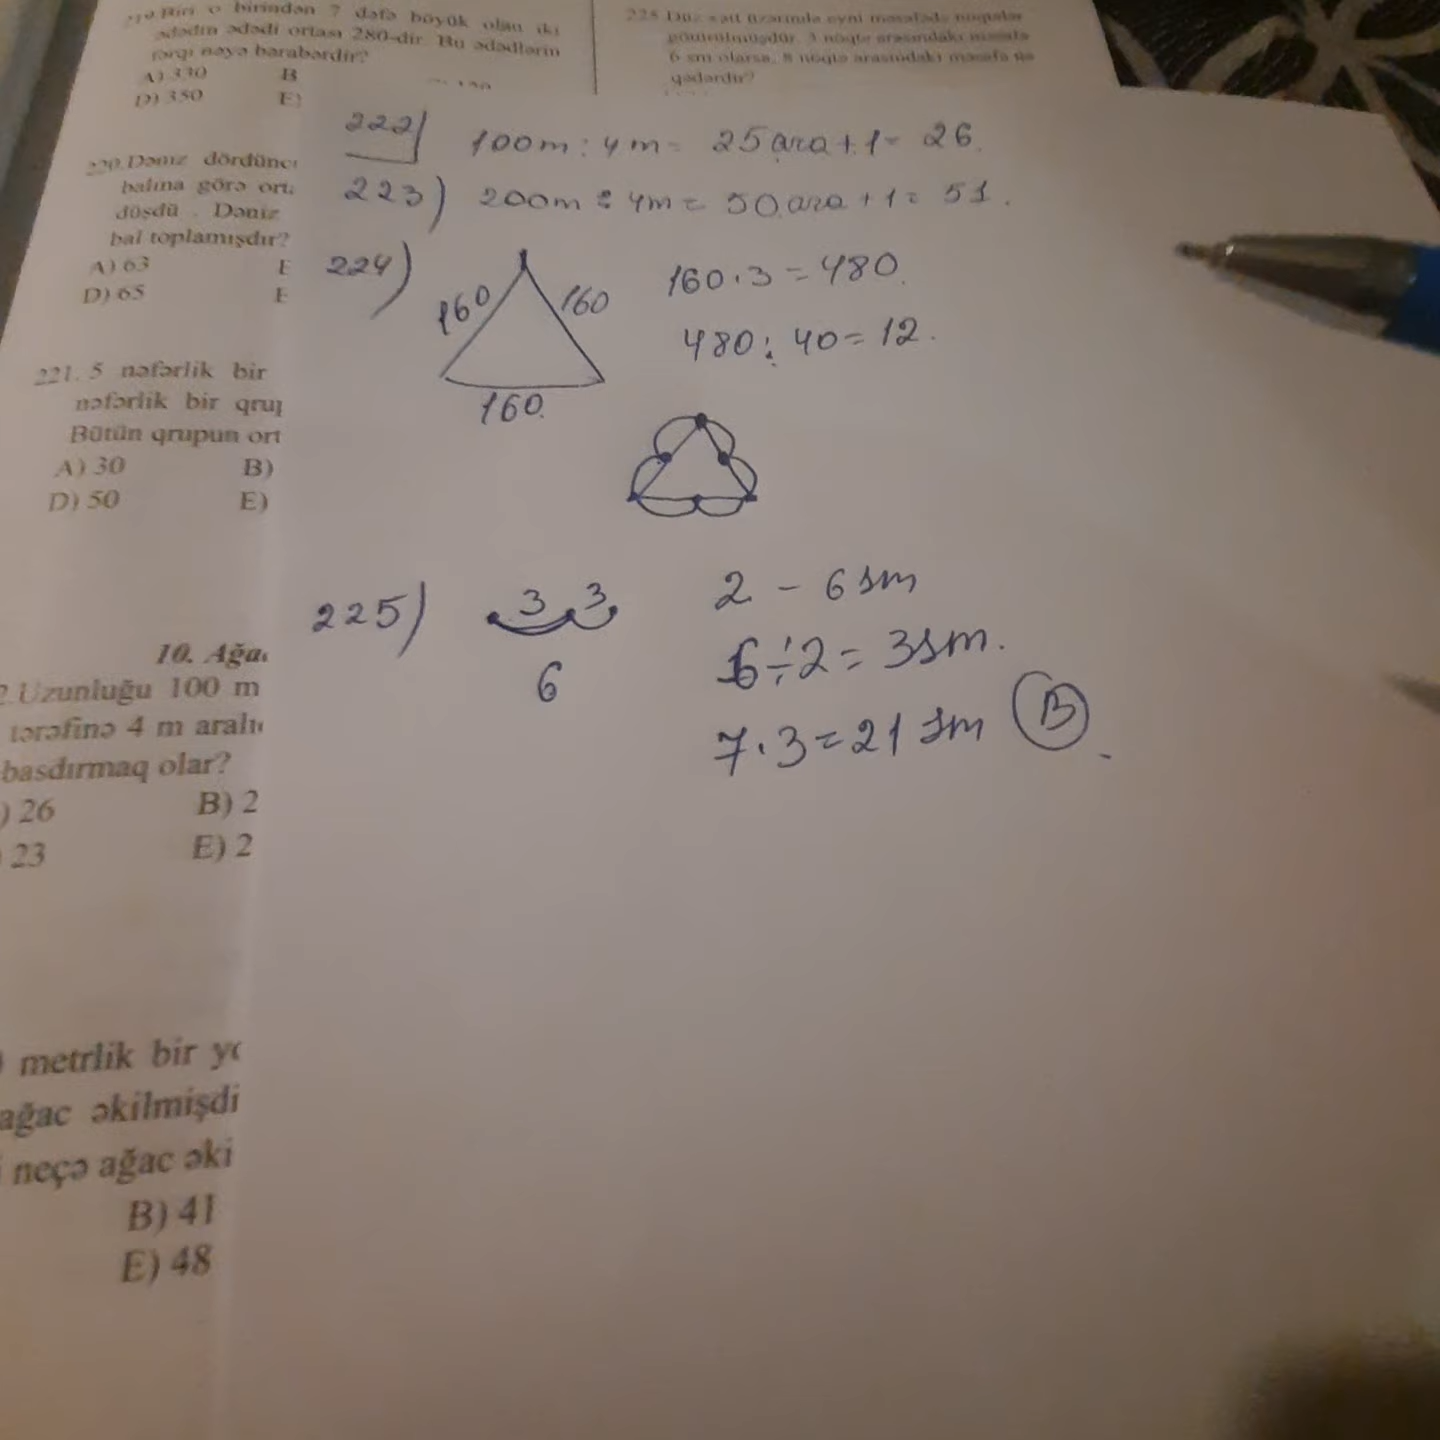 219. Biri o birindən 7 dəfə böyük olan iki
ədədin ədədi ortası 280-dir. Bu ədədlərin
fərqi nəyə bərabərdir?
A) 330 B
D) 350 E)
220. Dəniz dördünc
balına görə ort
düşdü . Dəniz
bal toplamışdır?
A) 63 E
D) 65 E
221. 5 nəfərlik bir
nəfərlik bir qrup
Bütün qrupun ort
A) 30 B)
D) 50 E)
10. Ağa
2. Uzunluğu 100 m
tərəfinə 4 m aralı
basdırmaq olar?
) 26 B) 2
23 E) 2
metrlik bir yo
ağac əkilmişdi
neçə ağac əki
B) 41
E) 48
225. Düz xətt üzərində eyni məsafədə nöqtələr
götürülmüşdür. 3 nöqtə arasındakı məsafə
6 sm olarsa, 8 nöqtə arasındakı məsafə nə
qədərdir?
222) 100m : 4m = 25 ara + 1 = 26.
223) 200m : 4m = 50 ara + 1 = 51.
224) 160 160 160 160 · 3 = 480.
480 : 40 = 12.
225) 3 3 6 2 - 6 sm
6 ÷ 2 = 3 sm.
7 · 3 = 21 sm B